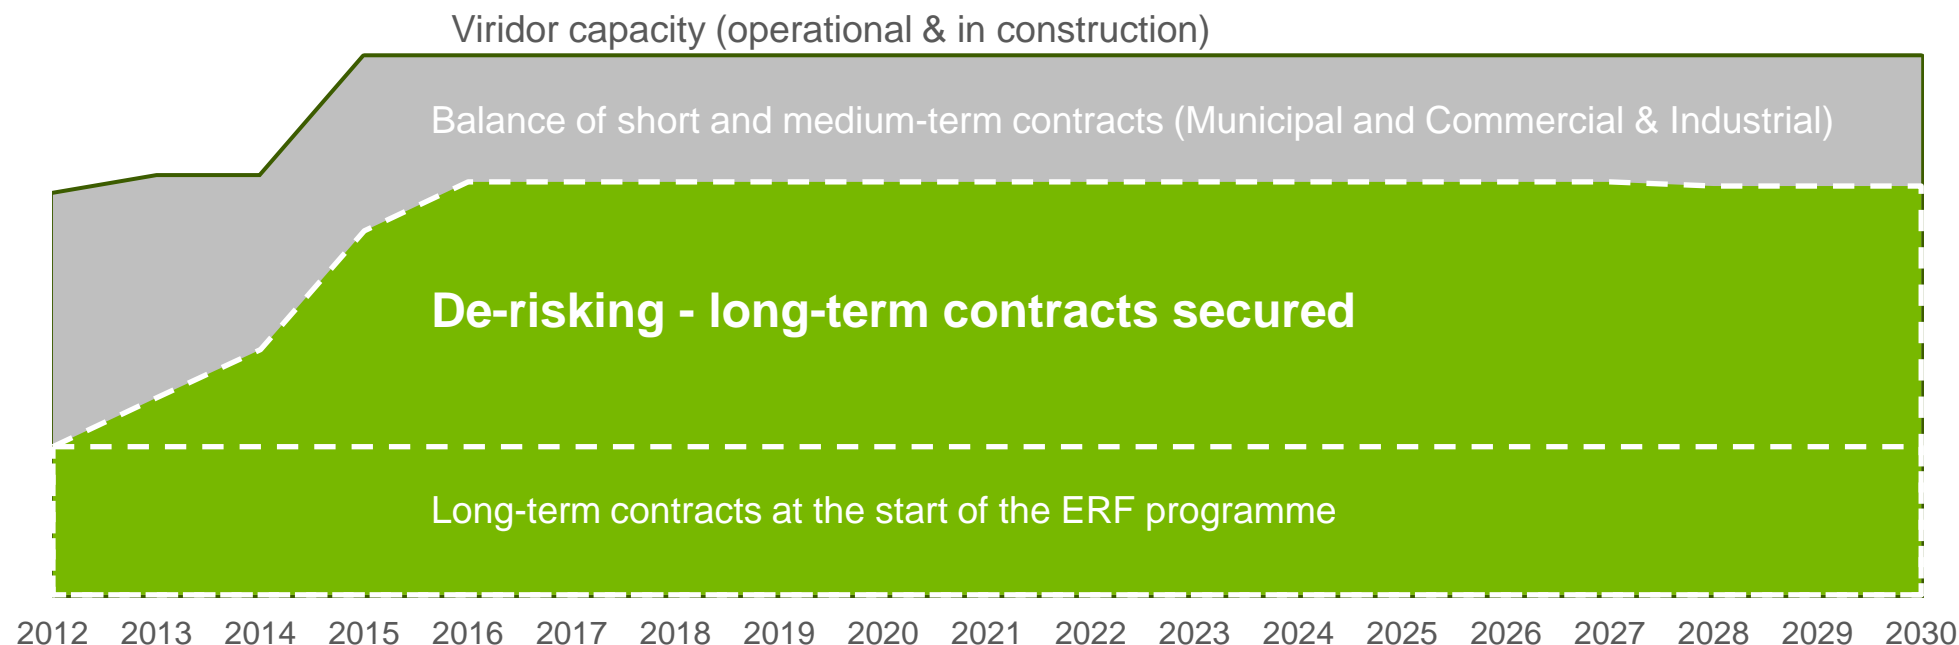 Viridor capacity (operational & in construction)
Balance of short and medium-term contracts (Municipal and Commercial & Industrial)
De-risking - long-term contracts secured
Long-term contracts at the start of the ERF programme
2012 2013 2014 2015 2016 2017 2018 2019 2020 2021 2022 2023 2024 2025 2026 2027 2028 2029 2030